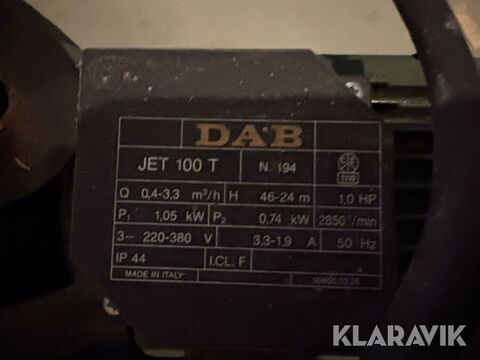 DAB
JET 100 T N. 194
Q 0,4-3,3 m³/h H 46-24 m 1,0 HP
P₁ 1,05 kW P₂ 0,74 kW 2850 '/min
3~ 220-380 V 3,3-1,9 A 50 Hz
IP 44 I.CL. F
MADE IN ITALY
KLARAVIK